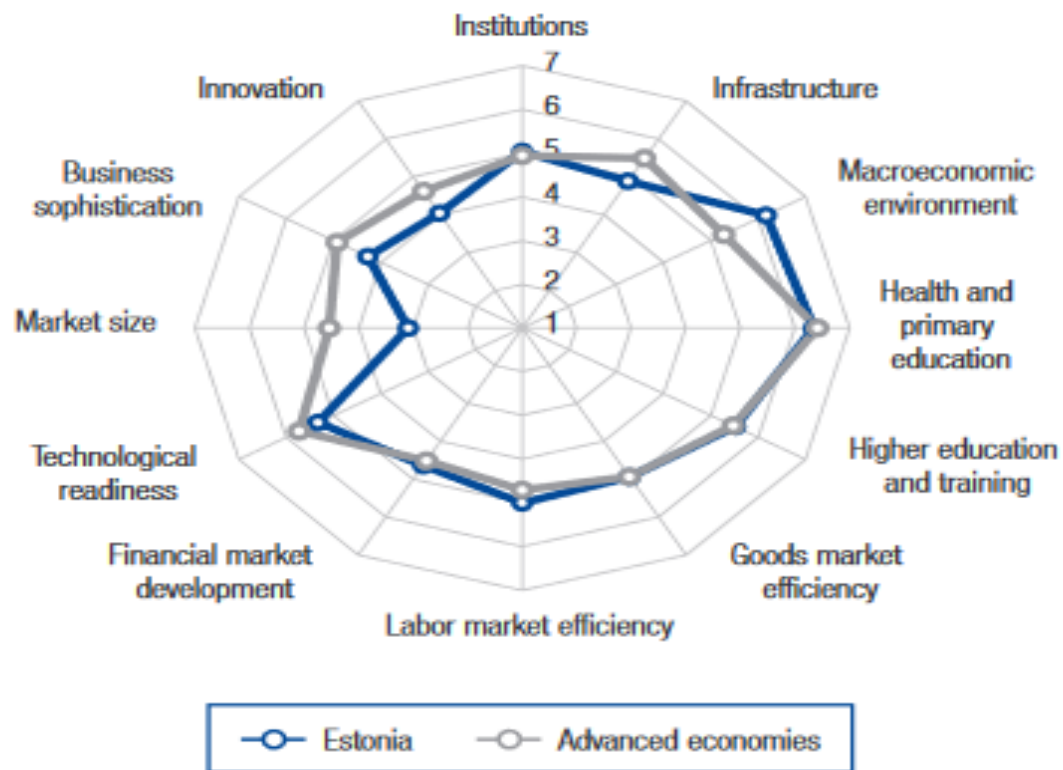 Institutions
7
Innovation
Infrastructure
6
5
Business
sophistication
Macroeconomic
environment
4
3
2
Market size
1
Health and
primary
education
Technological
readiness
Higher education
and training
Financial market
development
Goods market
efficiency
Labor market efficiency
Estonia
Advanced economies